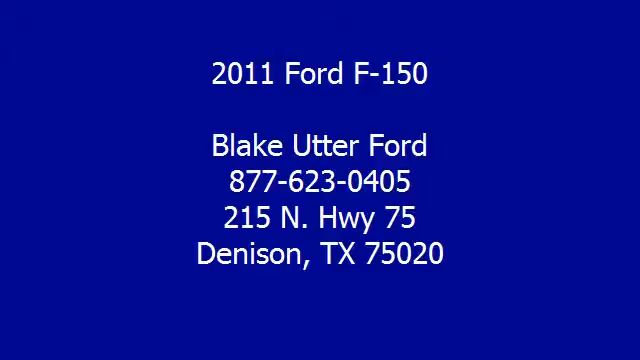 2011 Ford F-150
Blake Utter Ford
877-623-0405
215 N. Hwy 75
Denison, TX 75020